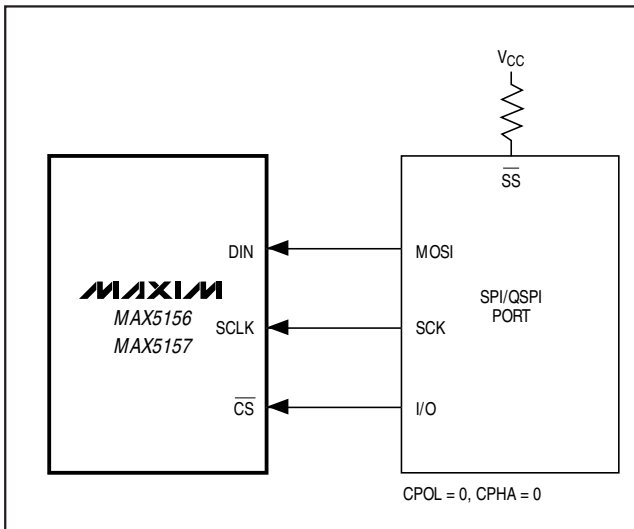 VCC
SS
DIN
MOSI
MAXIM
MAX5156
MAX5157
SPI/QSPI
PORT
SCLK
SCK
CS
I/O
CPOL = 0, CPHA = 0